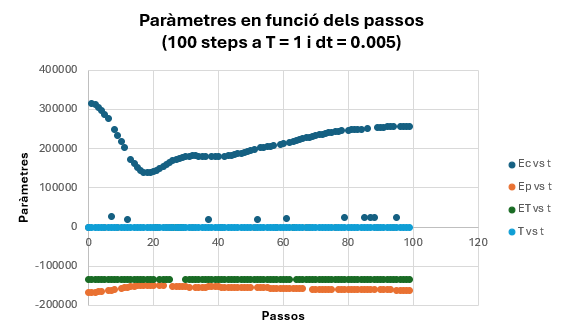 Paràmetres en funció dels passos
(100 steps a T = 1 i dt = 0.005)
400000
300000
200000
100000
0
-100000
-200000
0 20 40 60 80 100 120
Paràmetres
Passos
Ec vs t
Ep vs t
ET vs t
T vs t